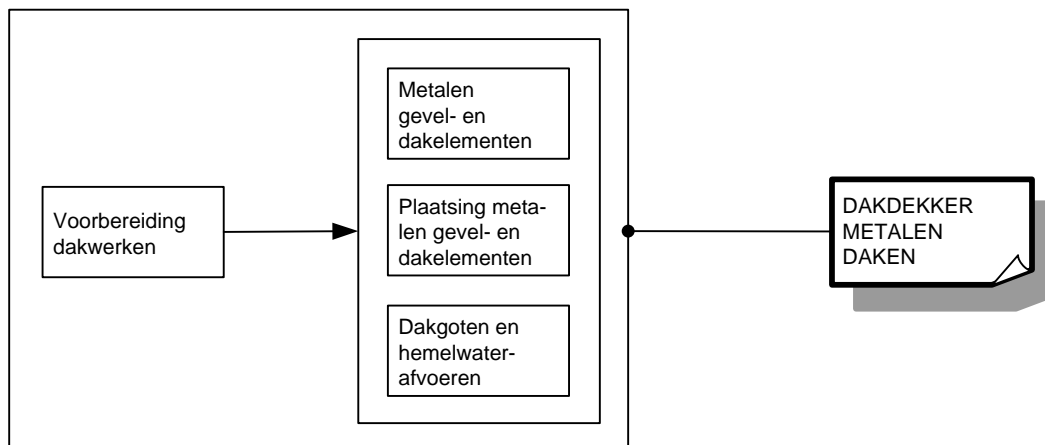 Voorbereiding
dakwerken
Metalen
gevel- en
dakelementen
Plaatsing meta-
len gevel- en
dakelementen
Dakgoten en
hemelwater-
afvoeren
DAKDEKKER
METALEN
DAKEN